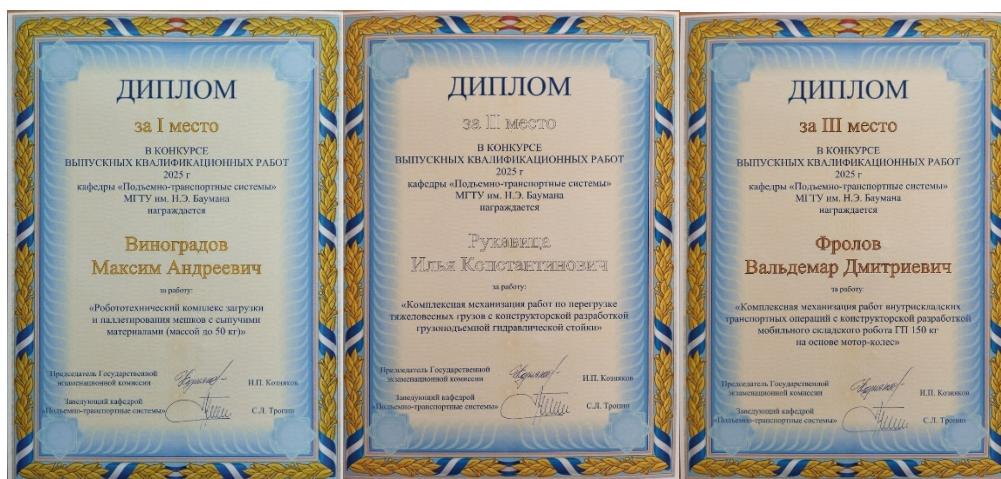 ДИПЛОМ
за I место
В КОНКУРСЕ
ВЫПУСКНЫХ КВАЛИФИКАЦИОННЫХ РАБОТ
2025 г
кафедры «Подъемно-транспортные системы»
МГТУ им. Н.Э. Баумана
награждается
Виноградов
Максим Андреевич
за работу:
«Робототехнический комплекс загрузки
и паллетирования мешков с сыпучими
материалами (массой до 50 кг)»
Председатель Государственной
экзаменационной комиссии
И.П. Козняков
Заведующий кафедрой
«Подъемно-транспортные системы»
С.Л. Тропин
ДИПЛОМ
за II место
В КОНКУРСЕ
ВЫПУСКНЫХ КВАЛИФИКАЦИОННЫХ РАБОТ
2025 г
кафедры «Подъемно-транспортные системы»
МГТУ им. Н.Э. Баумана
награждается
Рукавица
Илья Константинович
за работу:
«Комплексная механизация работ по перегрузке
тяжеловесных грузов с конструкторской разработкой
грузоподъемной гидравлической стойки»
Председатель Государственной
экзаменационной комиссии
И.П. Козняков
Заведующий кафедрой
«Подъемно-транспортные системы»
С.Л. Тропин
ДИПЛОМ
за III место
В КОНКУРСЕ
ВЫПУСКНЫХ КВАЛИФИКАЦИОННЫХ РАБОТ
2025 г
кафедры «Подъемно-транспортные системы»
МГТУ им. Н.Э. Баумана
награждается
Фролов
Вальдемар Дмитриевич
за работу:
«Комплексная механизация работ внутрискладских
транспортных операций с конструкторской разработкой
мобильного складского робота ГП 150 кг
на основе мотор-колес»
Председатель Государственной
экзаменационной комиссии
И.П. Козняков
Заведующий кафедрой
«Подъемно-транспортные системы»
С.Л. Тропин